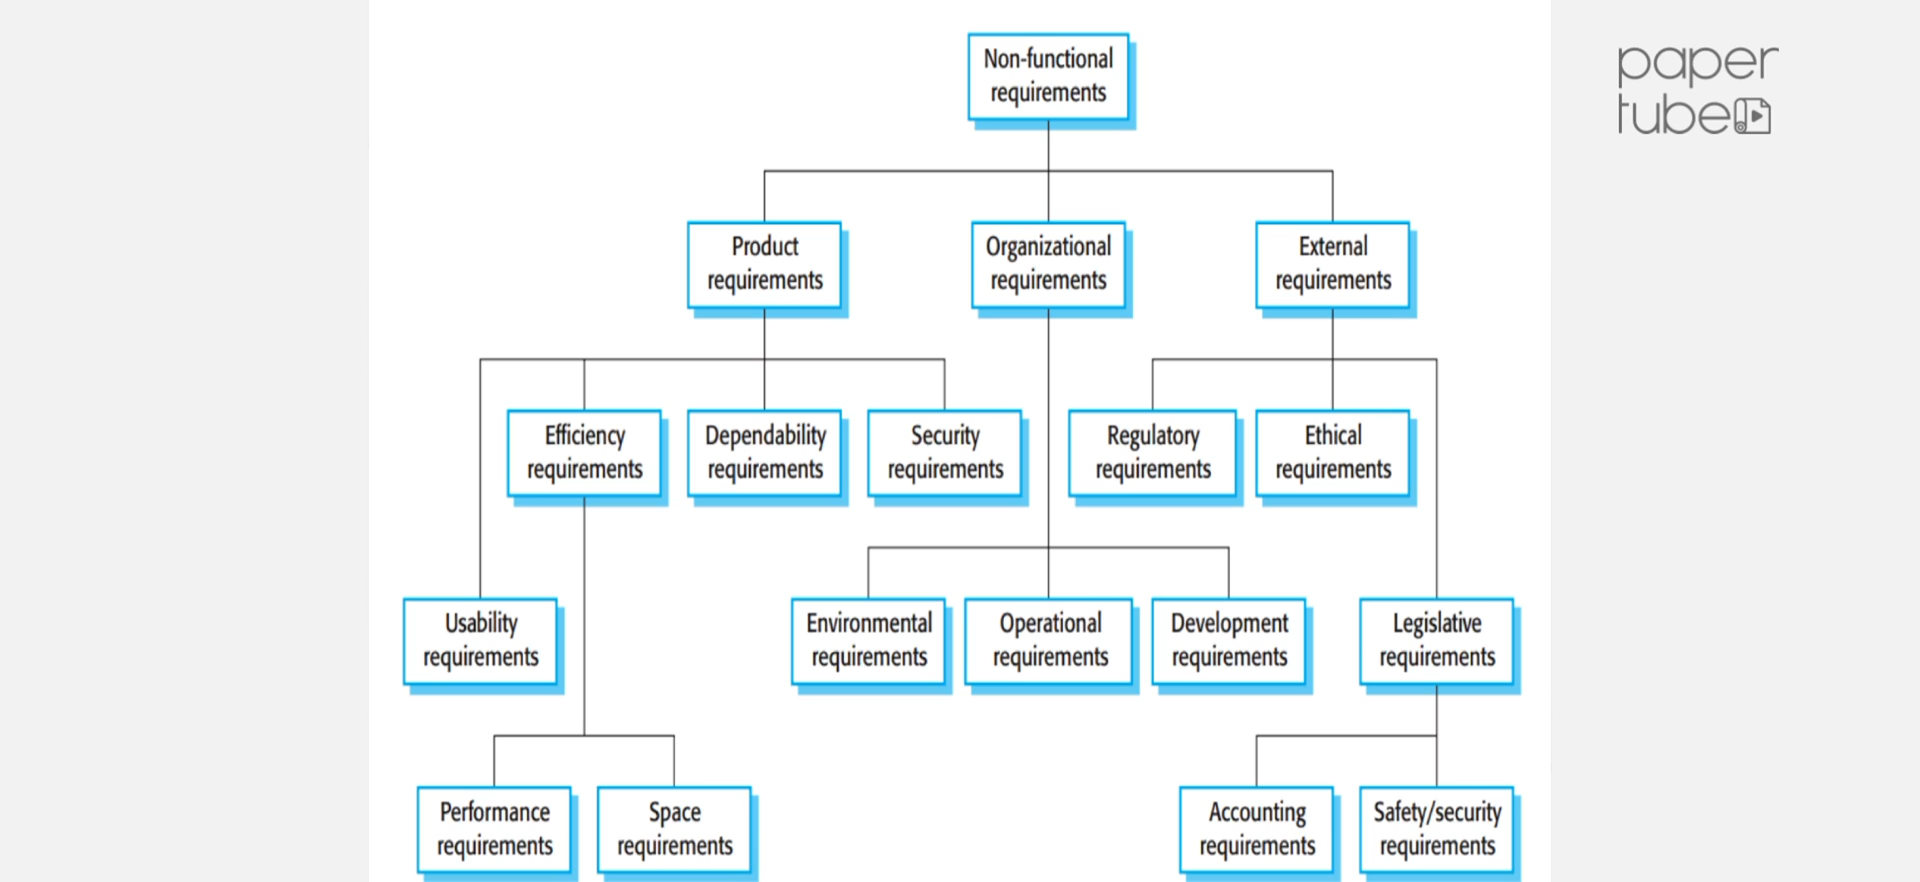 Non-functional
requirements
paper
tube
Product
requirements
Organizational
requirements
External
requirements
Efficiency
requirements
Dependability
requirements
Security
requirements
Regulatory
requirements
Ethical
requirements
Usability
requirements
Environmental
requirements
Operational
requirements
Development
requirements
Legislative
requirements
Performance
requirements
Space
requirements
Accounting
requirements
Safety/security
requirements